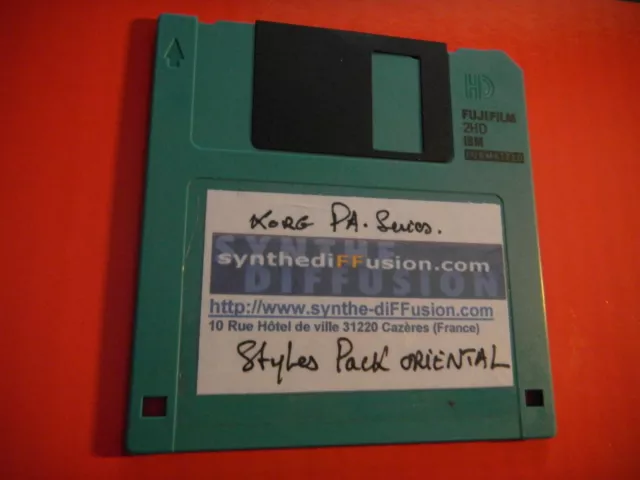 HD
FUJIFILM
2HD
IBM
FORMATTED
KORG PA. Series.
SYNTHE
synthediFFusion.com
DIFFUSION
http://www.synthe-diFFusion.com
10 Rue Hôtel de ville 31220 Cazères (France)
Styles Pack ORIENTAL